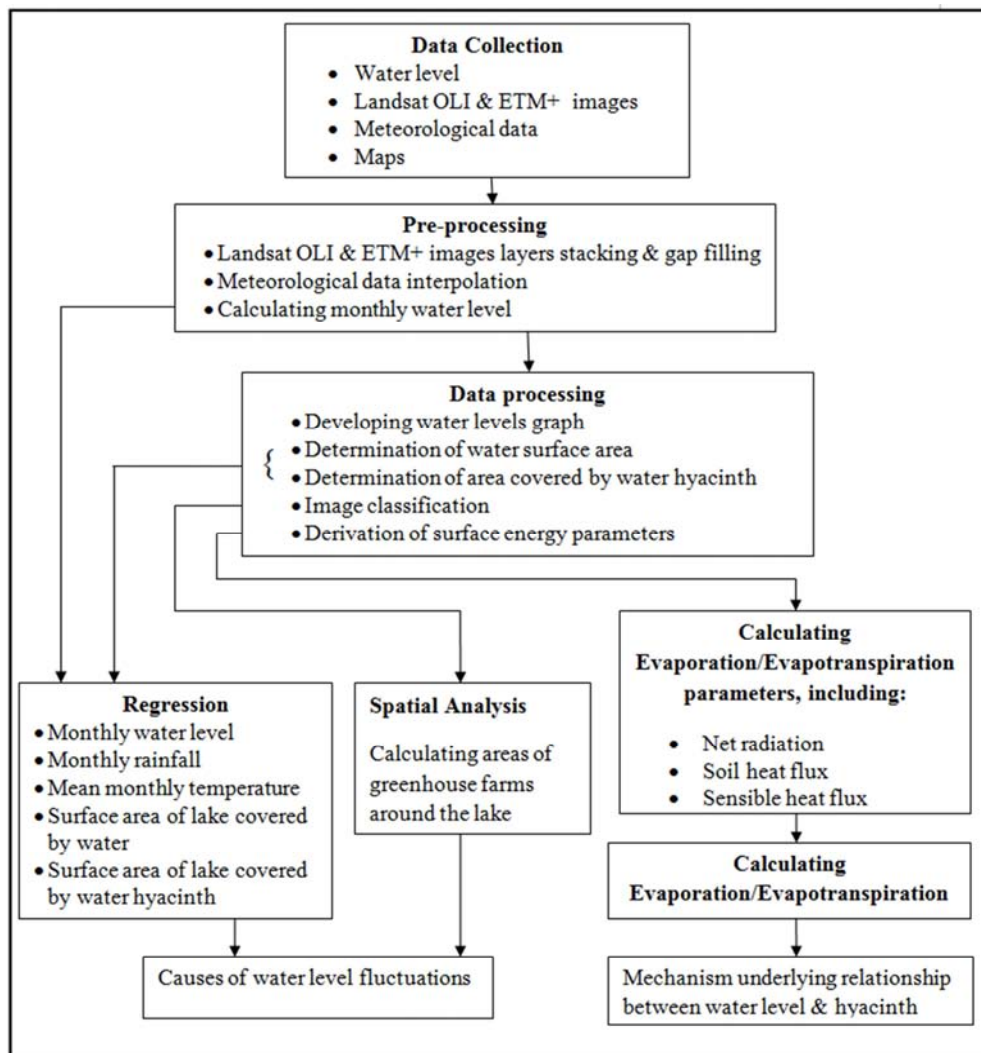 Data Collection
• Water level
• Landsat OLI & ETM+ images
• Meteorological data
• Maps
Pre-processing
• Landsat OLI & ETM+ images layers stacking & gap filling
• Meteorological data interpolation
• Calculating monthly water level
Data processing
• Developing water levels graph
{
• Determination of water surface area
• Determination of area covered by water hyacinth
• Image classification
• Derivation of surface energy parameters
Regression
• Monthly water level
• Monthly rainfall
• Mean monthly temperature
• Surface area of lake covered
by water
• Surface area of lake covered
by water hyacinth
Spatial Analysis
Calculating areas of
greenhouse farms
around the lake
Calculating
Evaporation/Evapotranspiration
parameters, including:
• Net radiation
• Soil heat flux
• Sensible heat flux
Calculating
Evaporation/Evapotranspiration
Causes of water level fluctuations
Mechanism underlying relationship
between water level & hyacinth